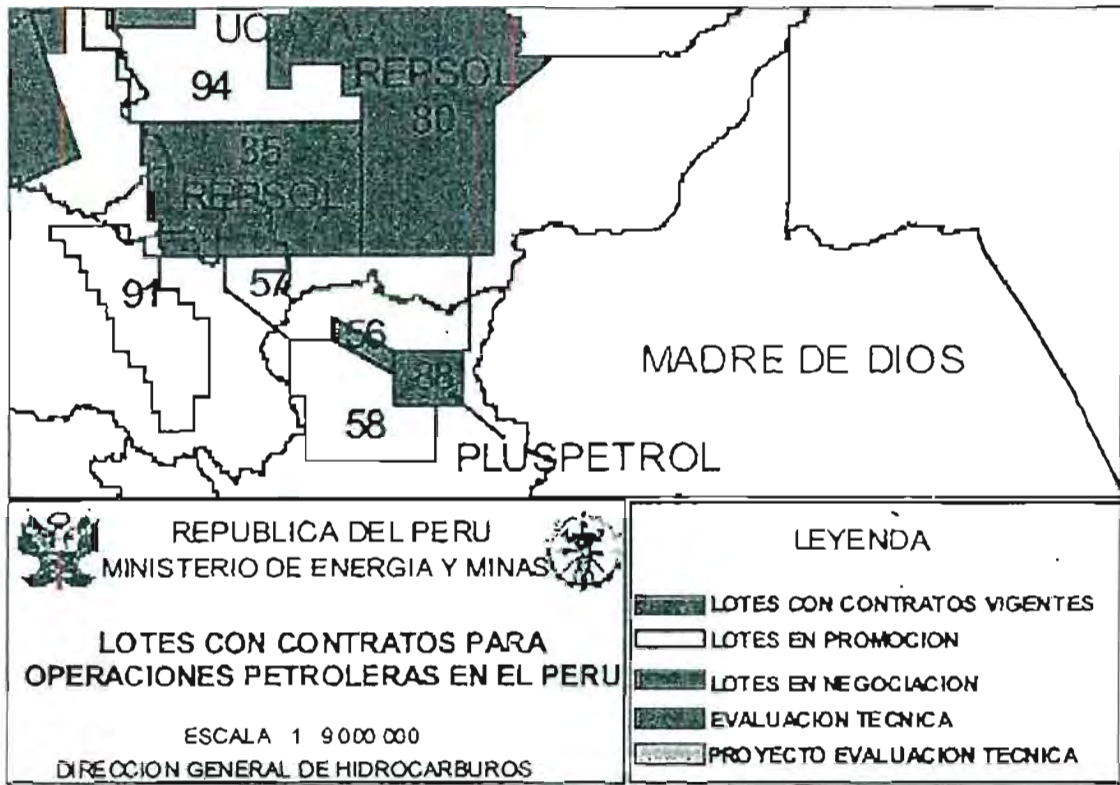 REPSOL
94
80
REPSOL
91
57
56
MADRE DE DIOS
88
58
PLUSPETROL
REPUBLICA DEL PERU
MINISTERIO DE ENERGIA Y MINAS
LOTES CON CONTRATOS PARA
OPERACIONES PETROLERAS EN EL PERU
ESCALA 1 9 000 000
DIRECCION GENERAL DE HIDROCARBUROS
LEYENDA
LOTES CON CONTRATOS VIGENTES
LOTES EN PROMOCION
LOTES EN NEGOCIACION
EVALUACION TECNICA
PROYECTO EVALUACION TECNICA